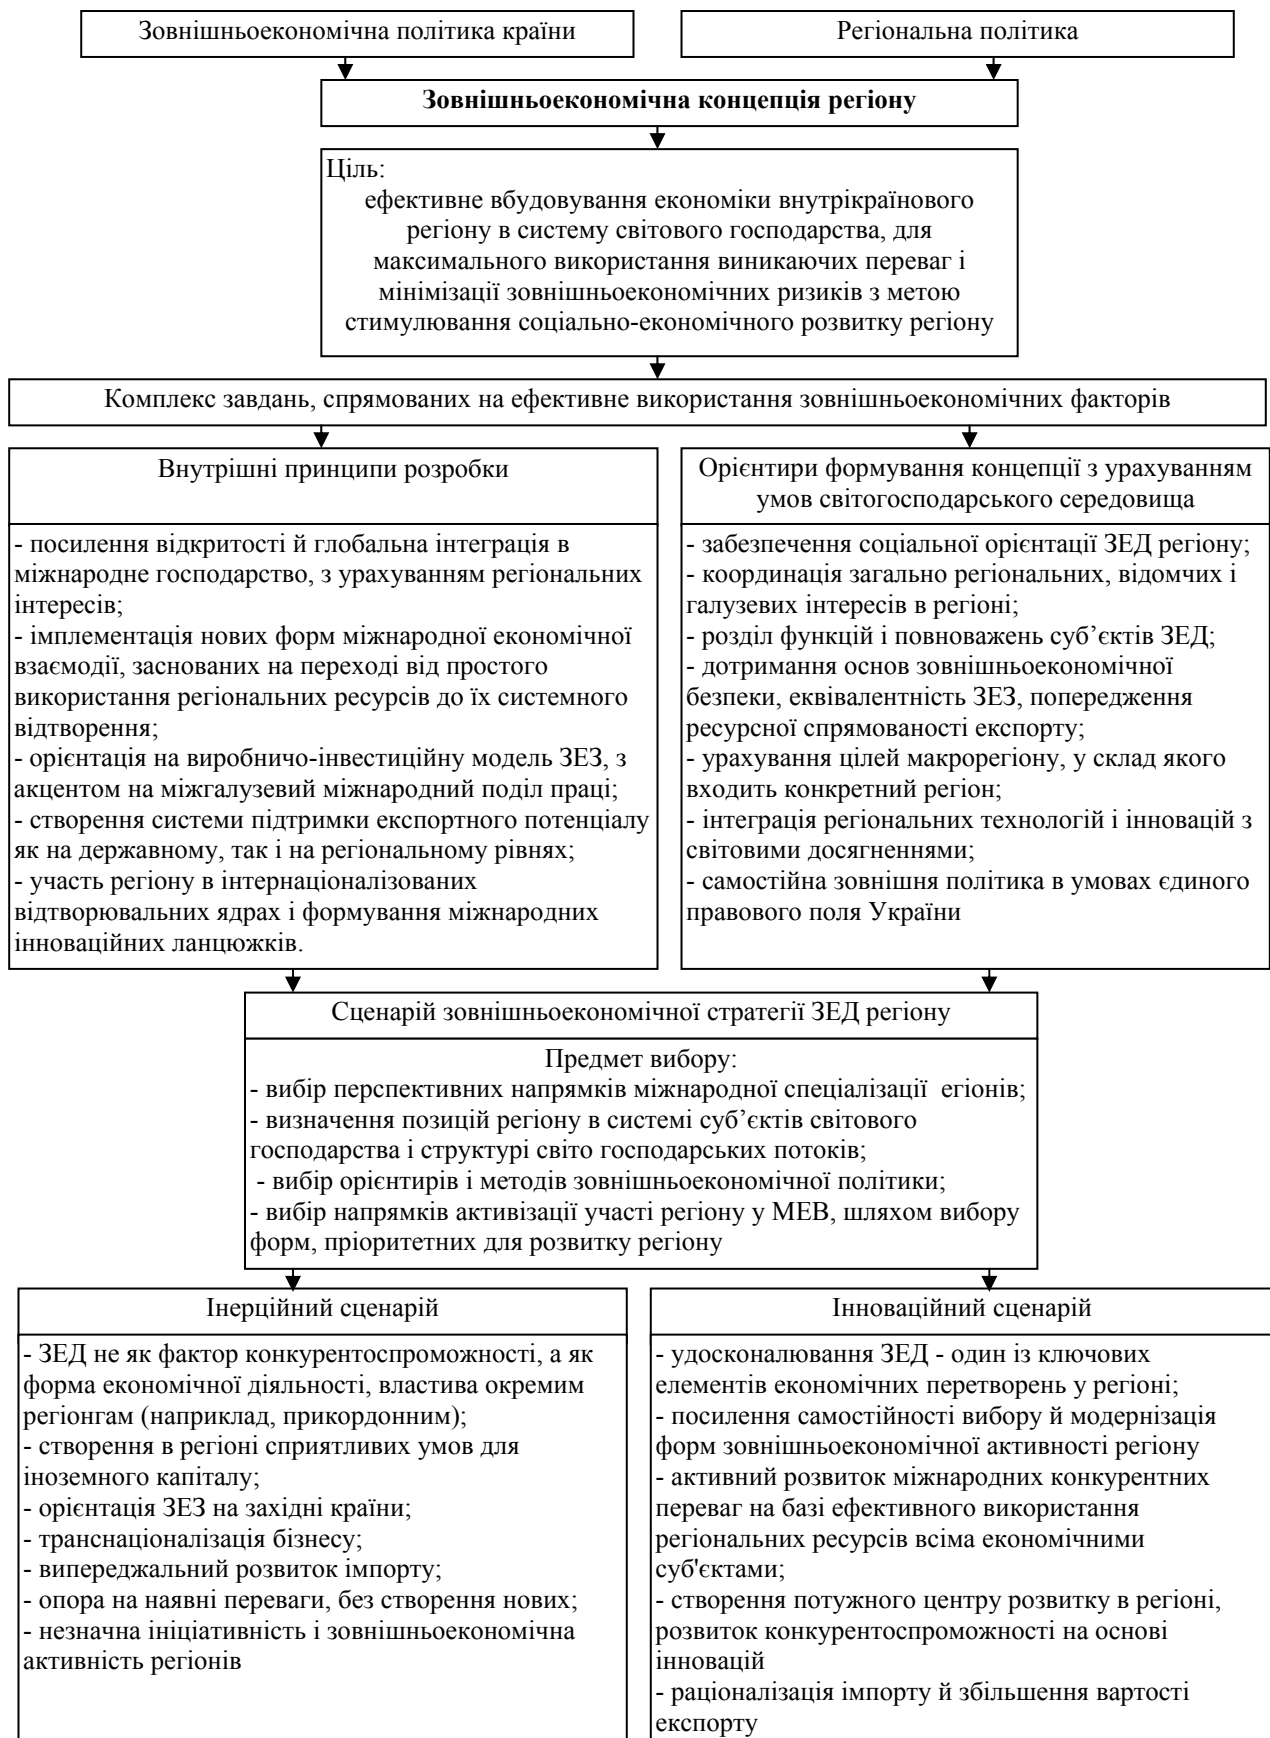 Зовнішньоекономічна політика країни
Регіональна політика
Зовнішньоекономічна концепція регіону
Ціль:
ефективне вбудовування економіки внутрікраїнового
регіону в систему світового господарства, для
максимального використання виникаючих переваг і
мінімізації зовнішньоекономічних ризиків з метою
стимулювання соціально-економічного розвитку регіону
Комплекс завдань, спрямованих на ефективне використання зовнішньоекономічних факторів
Внутрішні принципи розробки
- посилення відкритості й глобальна інтеграція в
міжнародне господарство, з урахуванням регіональних
інтересів;
- імплементація нових форм міжнародної економічної
взаємодії, заснованих на переході від простого
використання регіональних ресурсів до їх системного
відтворення;
- орієнтація на виробничо-інвестиційну модель ЗЕЗ, з
акцентом на міжгалузевий міжнародний поділ праці;
- створення системи підтримки експортного потенціалу
як на державному, так і на регіональному рівнях;
- участь регіону в інтернаціоналізованих
відтворювальних ядрах і формування міжнародних
інноваційних ланцюжків.
Орієнтири формування концепції з урахуванням
умов світогосподарського середовища
- забезпечення соціальної орієнтації ЗЕД регіону;
- координація загально регіональних, відомчих і
галузевих інтересів в регіоні;
- розділ функцій і повноважень суб’єктів ЗЕД;
- дотримання основ зовнішньоекономічної
безпеки, еквівалентність ЗЕЗ, попередження
ресурсної спрямованості експорту;
- урахування цілей макрорегіону, у склад якого
входить конкретний регіон;
- інтеграція регіональних технологій і інновацій з
світовими досягненнями;
- самостійна зовнішня політика в умовах єдиного
правового поля України
Сценарій зовнішньоекономічної стратегії ЗЕД регіону
Предмет вибору:
- вибір перспективних напрямків міжнародної спеціалізації  егіонів;
- визначення позицій регіону в системі суб’єктів світового
господарства і структурі світо господарських потоків;
- вибір орієнтирів і методів зовнішньоекономічної політики;
- вибір напрямків активізації участі регіону у МЕВ, шляхом вибору
форм, пріоритетних для розвитку регіону
Інерційний сценарій
- ЗЕД не як фактор конкурентоспроможності, а як
форма економічної діяльності, властива окремим
регіонгам (наприклад, прикордонним);
- створення в регіоні сприятливих умов для
іноземного капіталу;
- орієнтація ЗЕЗ на західні країни;
- транснаціоналізація бізнесу;
- випереджальний розвиток імпорту;
- опора на наявні переваги, без створення нових;
- незначна ініціативність і зовнішньоекономічна
активність регіонів
Інноваційний сценарій
- удосконалювання ЗЕД - один із ключових
елементів економічних перетворень у регіоні;
- посилення самостійності вибору й модернізація
форм зовнішньоекономічної активності регіону
- активний розвиток міжнародних конкурентних
переваг на базі ефективного використання
регіональних ресурсів всіма економічними
суб'єктами;
- створення потужного центру розвитку в регіоні,
розвиток конкурентоспроможності на основі
інновацій
- раціоналізація імпорту й збільшення вартості
експорту